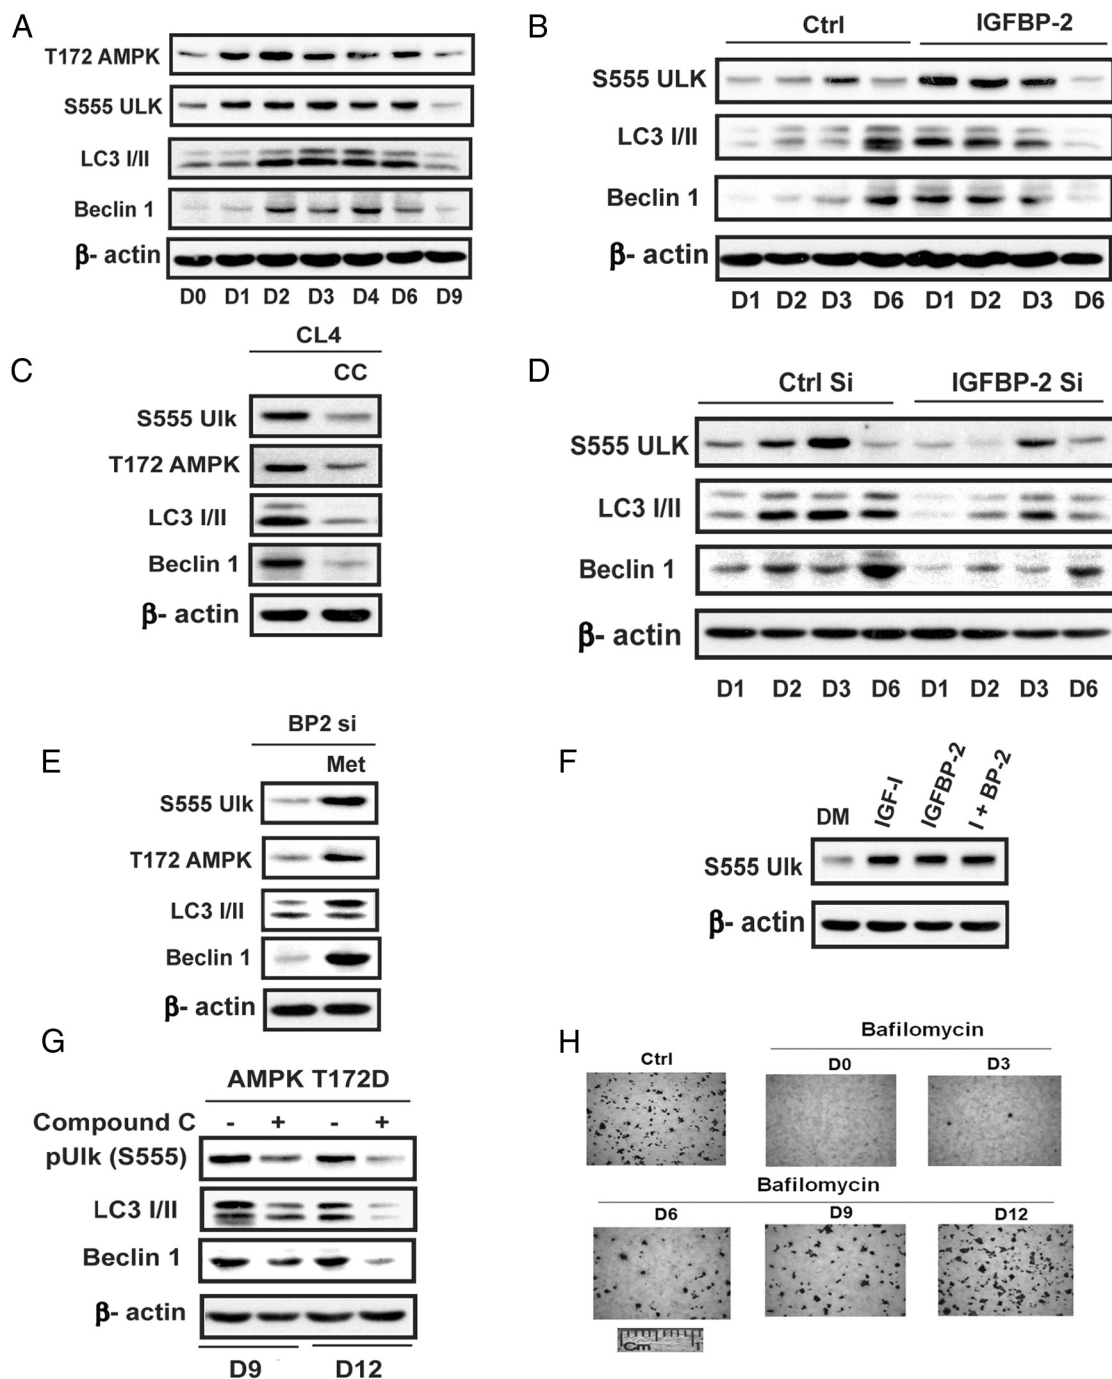 A
T172 AMPK
S555 ULK
LC3 I/II
Beclin 1
β- actin
D0 D1 D2 D3 D4 D6 D9
B
Ctrl IGFBP-2
S555 ULK
LC3 I/II
Beclin 1
β- actin
D1 D2 D3 D6 D1 D2 D3 D6
C
CL4
CC
S555 Ulk
T172 AMPK
LC3 I/II
Beclin 1
β- actin
D
Ctrl Si IGFBP-2 Si
S555 ULK
LC3 I/II
Beclin 1
β- actin
D1 D2 D3 D6 D1 D2 D3 D6
E
BP2 si
Met
S555 Ulk
T172 AMPK
LC3 I/II
Beclin 1
β- actin
F
DM IGF-I IGFBP-2 I + BP-2
S555 Ulk
β- actin
G
AMPK T172D
Compound C - + - +
pUlk (S555)
LC3 I/II
Beclin 1
β- actin
D9 D12
H
Bafilomycin
Ctrl D0 D3
Bafilomycin
D6 D9 D12
Cm 1